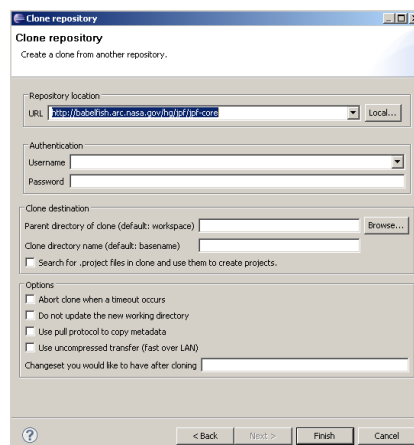 Clone repository
Clone repository
Create a clone from another repository.
Repository location
URL http://babelfish.arc.nasa.gov/hg/jpf/jpf-core Local...
Authentication
Username
Password
Clone destination
Parent directory of clone (default: workspace) Browse...
Clone directory name (default: basename)
Search for .project files in clone and use them to create projects.
Options
Abort clone when a timeout occurs
Do not update the new working directory
Use pull protocol to copy metadata
Use uncompressed transfer (fast over LAN)
Changeset you would like to have after cloning
? < Back Next > Finish Cancel